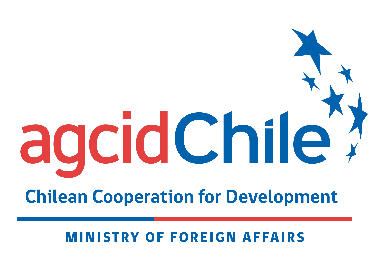 agcidChile
Chilean Cooperation for Development
MINISTRY OF FOREIGN AFFAIRS